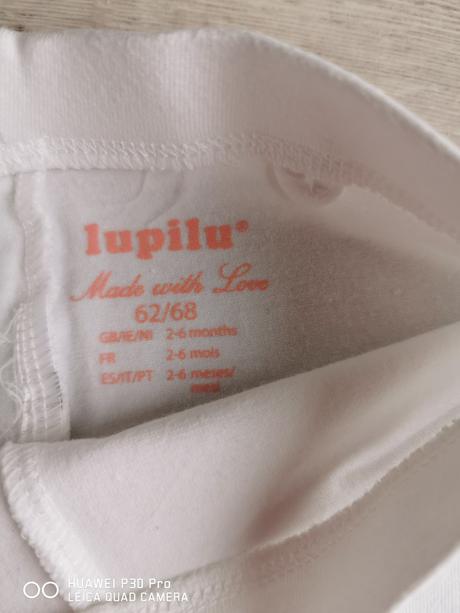 lupilu®
Made with Love
62/68
GB/IE/NI 2-6 months
FR 2-6 mois
ES/IT/PT 2-6 meses/
mesi
HUAWEI P30 Pro
LEICA QUAD CAMERA